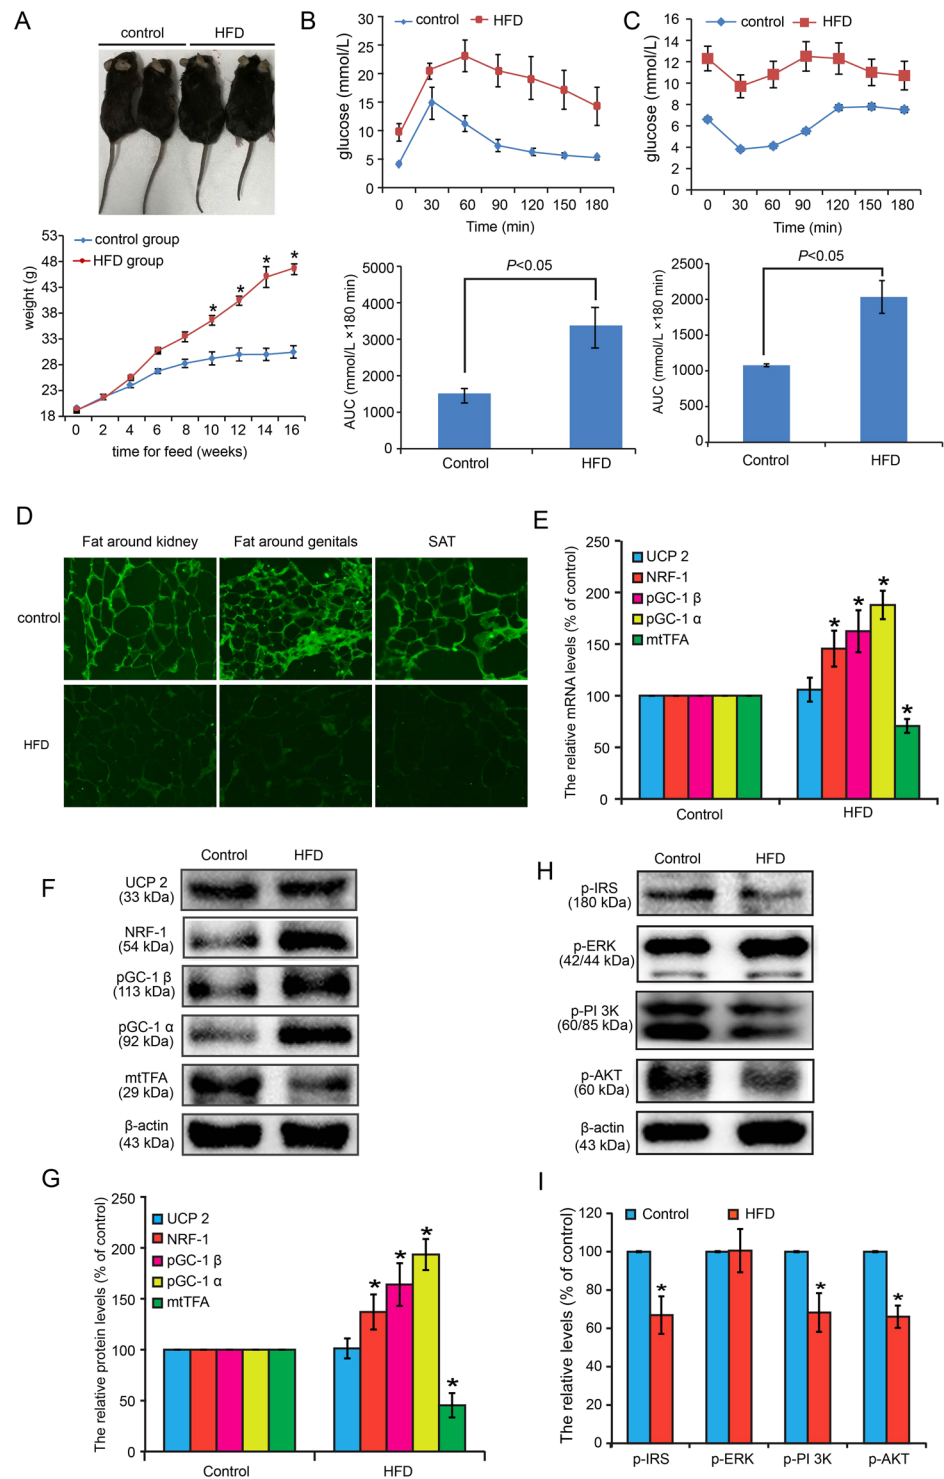 A
control HFD
53
48
43
38
33
28
23
18
weight (g)
control group
HFD group
* * * *
0 2 4 6 8 10 12 14 16
time for feed (weeks)
B
control HFD
30
25
20
15
10
5
0
glucose (mmol/L)
0 30 60 90 120 150 180
Time (min)
5000
4000
3000
2000
1000
0
AUC (mmol/L ×180 min)
P<0.05
Control HFD
C
control HFD
16
14
12
10
8
6
4
2
0
glucose (mmol/L)
0 30 60 90 120 150 180
Time (min)
2500
2000
1500
1000
500
0
AUC (mmol/L ×180 min)
P<0.05
Control HFD
D
Fat around kidney Fat around genitals SAT
control
HFD
E
250
200
150
100
50
0
The relative mRNA levels (% of control)
UCP 2
NRF-1
pGC-1 β
pGC-1 α
mtTFA
* * * *
Control HFD
F
Control HFD
UCP 2
(33 kDa)
NRF-1
(54 kDa)
pGC-1 β
(113 kDa)
pGC-1 α
(92 kDa)
mtTFA
(29 kDa)
β-actin
(43 kDa)
H
Control HFD
p-IRS
(180 kDa)
p-ERK
(42/44 kDa)
p-PI 3K
(60/85 kDa)
p-AKT
(60 kDa)
β-actin
(43 kDa)
G
250
200
150
100
50
0
The relative protein levels (% of control)
UCP 2
NRF-1
pGC-1 β
pGC-1 α
mtTFA
* * * *
Control HFD
I
120
100
80
60
40
20
0
The relative levels (% of control)
Control HFD
* * *
p-IRS p-ERK p-PI 3K p-AKT